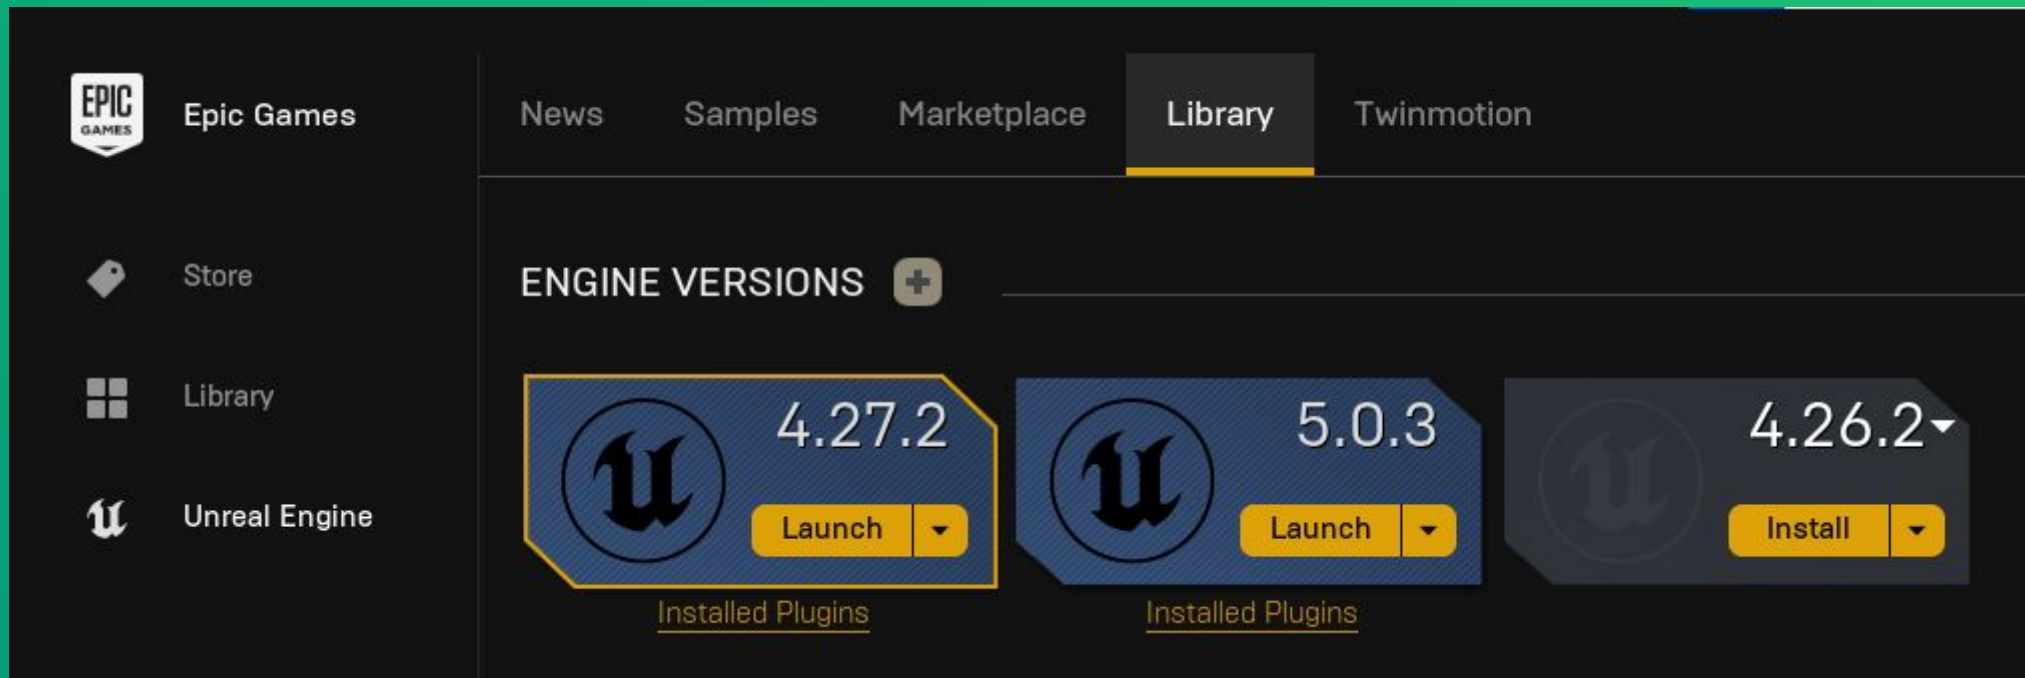 EPIC
GAMES
Epic Games
News Samples Marketplace Library Twinmotion
Store
Library
Unreal Engine
ENGINE VERSIONS
4.27.2
Launch
Installed Plugins
5.0.3
Launch
Installed Plugins
4.26.2
Install